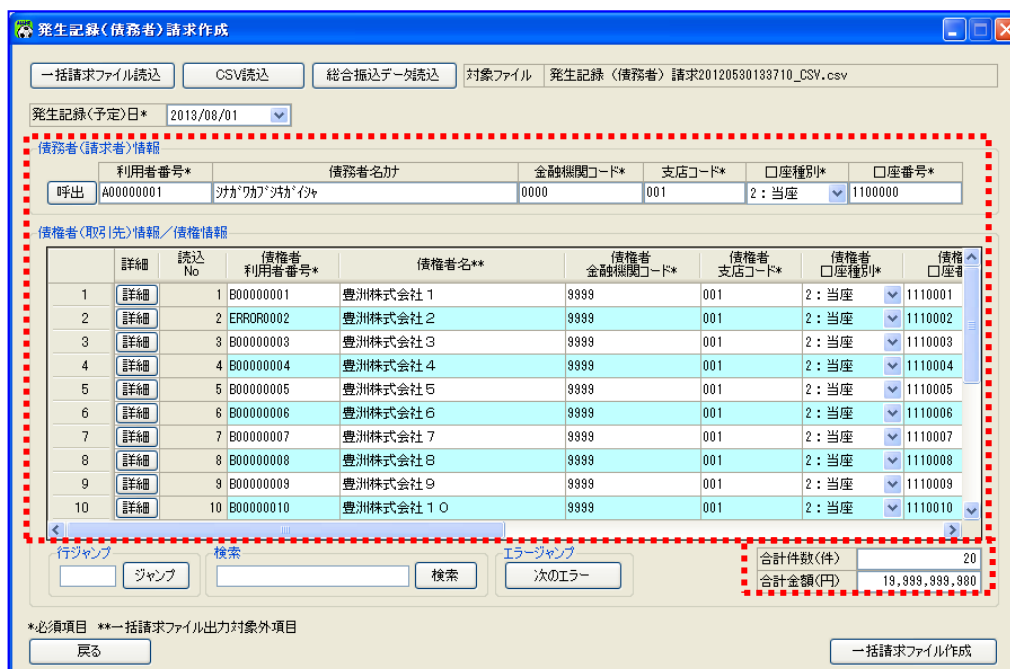 発生記録(債務者)請求作成
一括請求ファイル読込 CSV読込 総合振込データ読込 対象ファイル 発生記録（債務者）請求20120530133710_CSV.csv
発生記録(予定)日* 2013/08/01
債務者(請求者)情報
利用者番号* 債務者名カナ 金融機関コード* 支店コード* 口座種別* 口座番号*
呼出 A00000001 ｼﾅｶﾞﾜｶﾌﾞｼｷｶﾞｲｼｬ 0000 001 2：当座 1100000
債権者(取引先)情報／債権情報
詳細 読込No 債権者利用者番号* 債権者名** 債権者金融機関コード* 債権者支店コード* 債権者口座種別* 債権 口座番
1 詳細 1 B00000001 豊洲株式会社１ 9999 001 2：当座 1110001
2 詳細 2 ERROR0002 豊洲株式会社２ 9999 001 2：当座 1110002
3 詳細 3 B00000003 豊洲株式会社３ 9999 001 2：当座 1110003
4 詳細 4 B00000004 豊洲株式会社４ 9999 001 2：当座 1110004
5 詳細 5 B00000005 豊洲株式会社５ 9999 001 2：当座 1110005
6 詳細 6 B00000006 豊洲株式会社６ 9999 001 2：当座 1110006
7 詳細 7 B00000007 豊洲株式会社７ 9999 001 2：当座 1110007
8 詳細 8 B00000008 豊洲株式会社８ 9999 001 2：当座 1110008
9 詳細 9 B00000009 豊洲株式会社９ 9999 001 2：当座 1110009
10 詳細 10 B00000010 豊洲株式会社１０ 9999 001 2：当座 1110010
行ジャンプ 検索 エラージャンプ 合計件数(件) 20
ジャンプ 検索 次のエラー 合計金額(円) 19,999,999,980
*必須項目 **一括請求ファイル出力対象外項目
戻る 一括請求ファイル作成